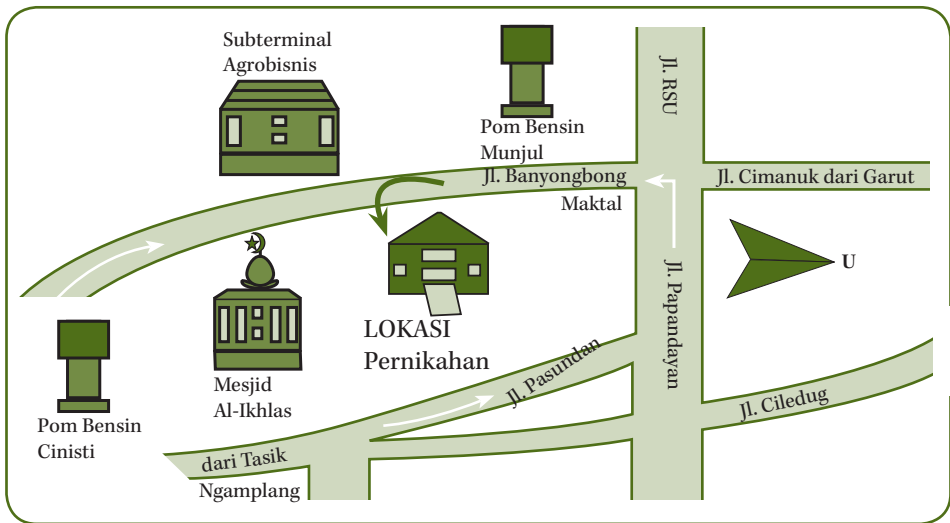 Subterminal
Agrobisnis
Pom Bensin
Munjul
Jl. RSU
Jl. Banyongbong
Maktal
Jl. Cimanuk dari Garut
U
Jl. Papandayan
LOKASI
Pernikahan
Mesjid
Al-Ikhlas
Pom Bensin
Cinisti
Jl. Pasundan
Jl. Ciledug
dari Tasik
Ngamplang